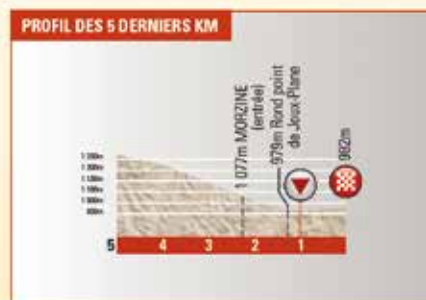 PROFIL DES 5 DERNIERS KM
1 077m MORZINE
(entrée)
979m Rond point
de Joux-Plane
982m
5 4 3 2 1